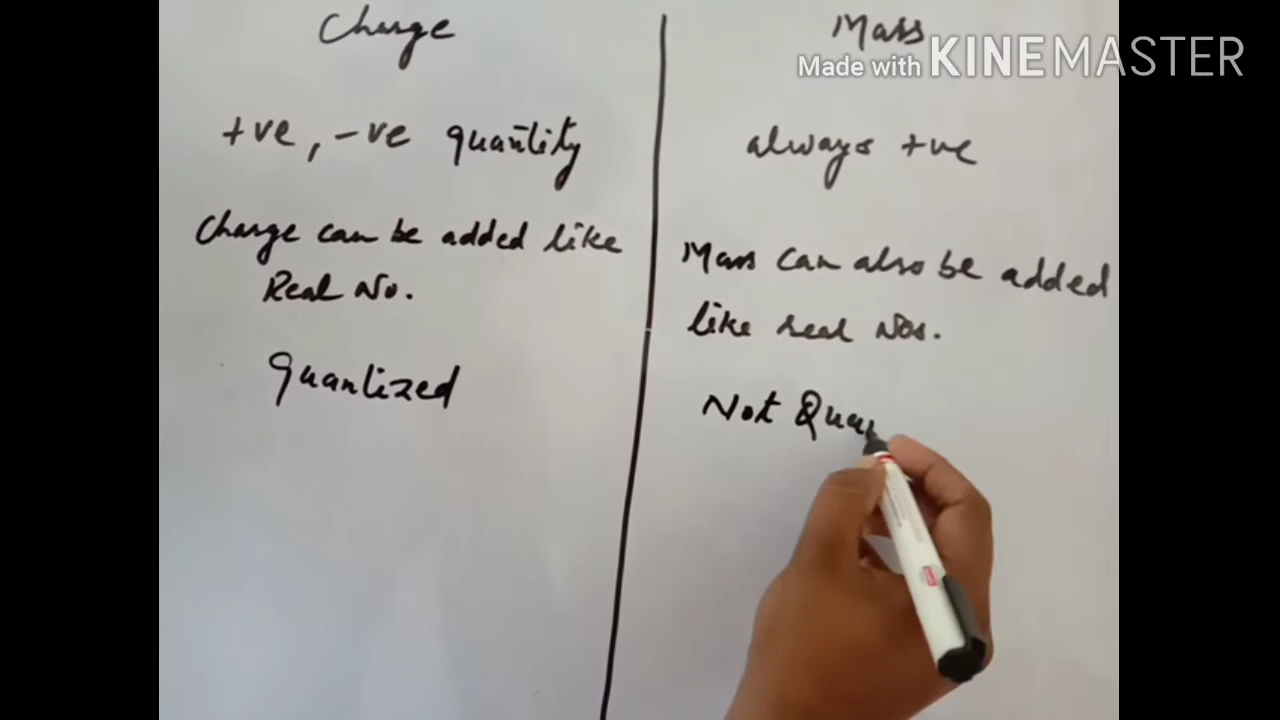 Charge
+ve, -ve quantity
Charge can be added like
Real No.
Quantized
Mass
Made with KINEMASTER
always +ve
Mass can also be added
like real Nos.
Not Quan